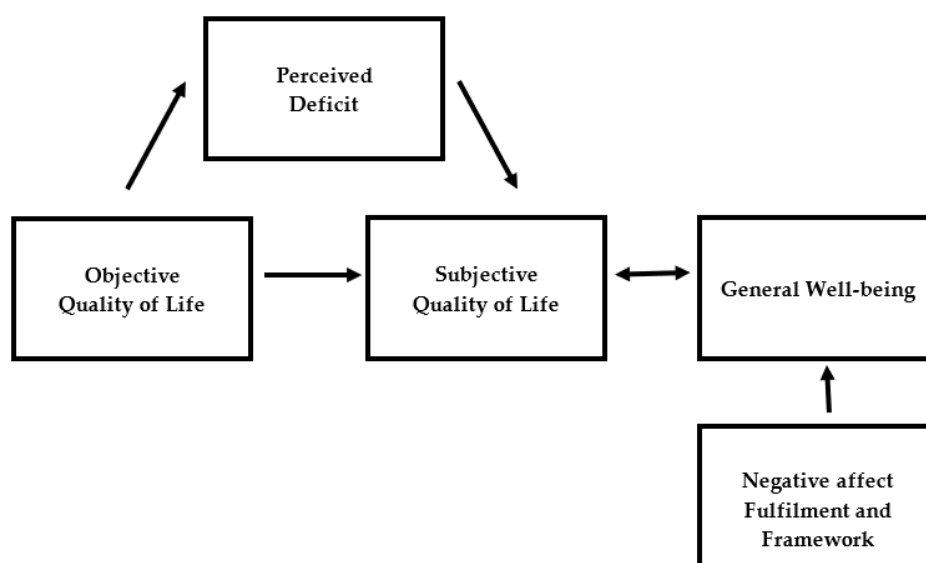 Perceived
Deficit
Objective
Quality of Life
Subjective
Quality of Life
General Well-being
Negative affect
Fulfilment and
Framework